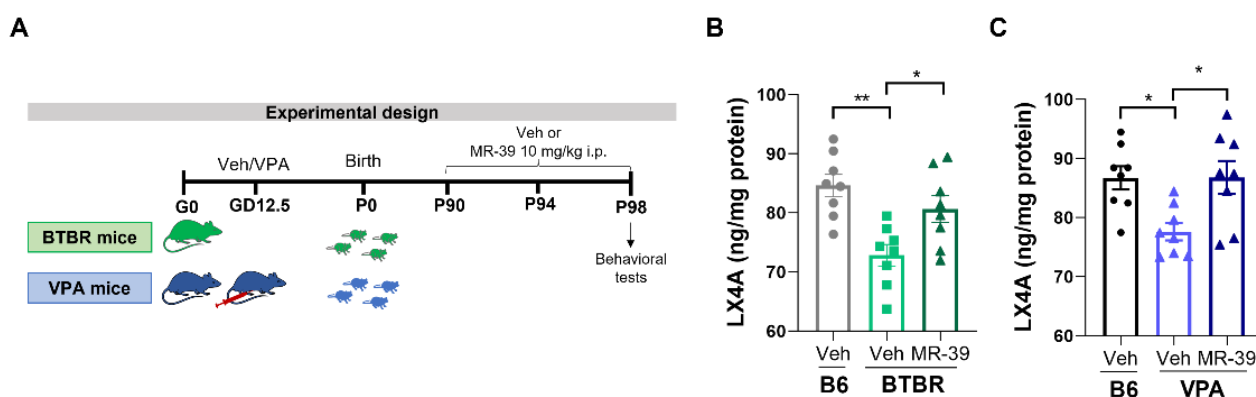 A
Experimental design
Veh or
MR-39 10 mg/kg i.p.
Veh/VPA
Birth
G0
GD12.5
P0
P90
P94
P98
BTBR mice
VPA mice
Behavioral
tests
B
LX4A (ng/mg protein)
100
90
80
70
60
**
*
Veh
Veh MR-39
B6
BTBR
C
LX4A (ng/mg protein)
100
90
80
70
60
*
*
Veh
Veh MR-39
B6
VPA